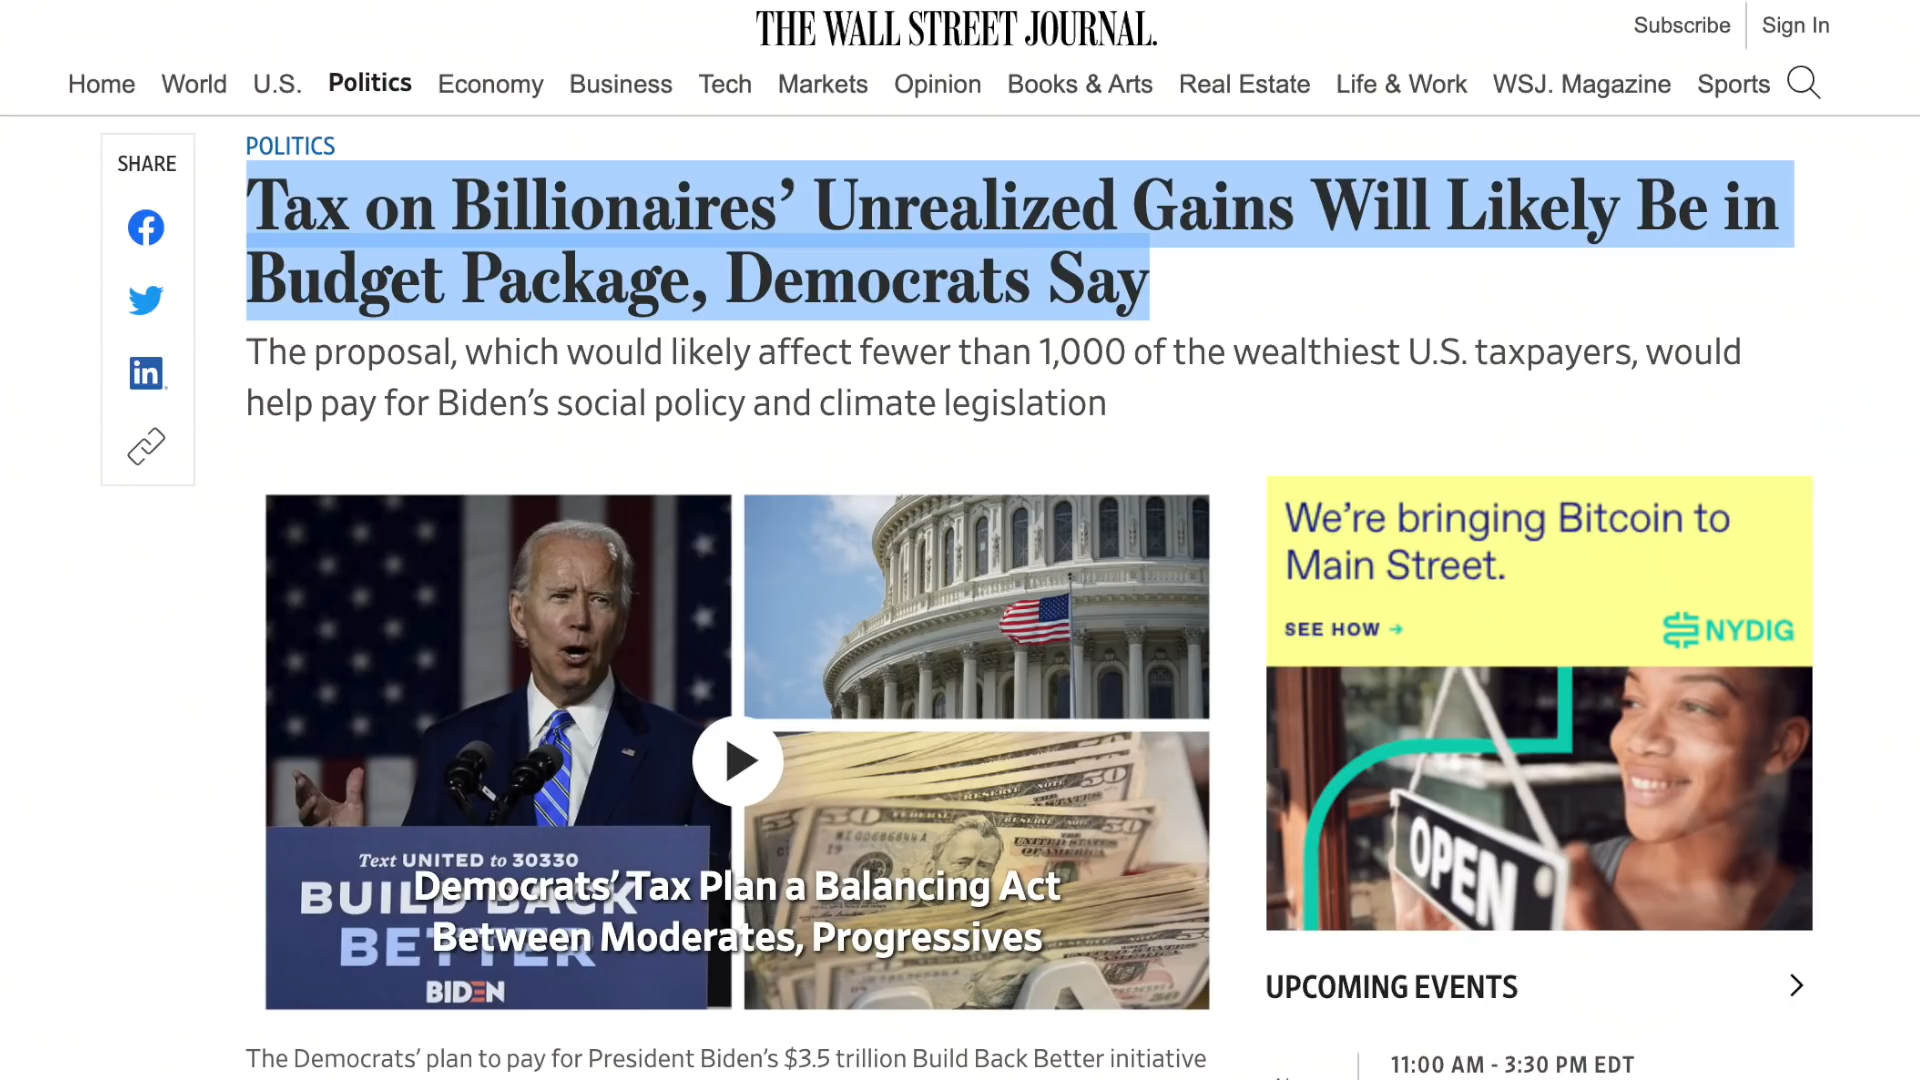 THE WALL STREET JOURNAL.
Subscribe
Sign In
Home
World
U.S.
Politics
Economy
Business
Tech
Markets
Opinion
Books & Arts
Real Estate
Life & Work
WSJ. Magazine
Sports
SHARE
POLITICS
Tax on Billionaires’ Unrealized Gains Will Likely Be in
Budget Package, Democrats Say
The proposal, which would likely affect fewer than 1,000 of the wealthiest U.S. taxpayers, would
help pay for Biden’s social policy and climate legislation
Text UNITED to 30330
BUILD BACK
BETTER
BIDEN
Democrats’ Tax Plan a Balancing Act
Between Moderates, Progressives
The Democrats’ plan to pay for President Biden’s $3.5 trillion Build Back Better initiative
We’re bringing Bitcoin to
Main Street.
SEE HOW →
NYDIG
OPEN
UPCOMING EVENTS
11:00 AM - 3:30 PM EDT